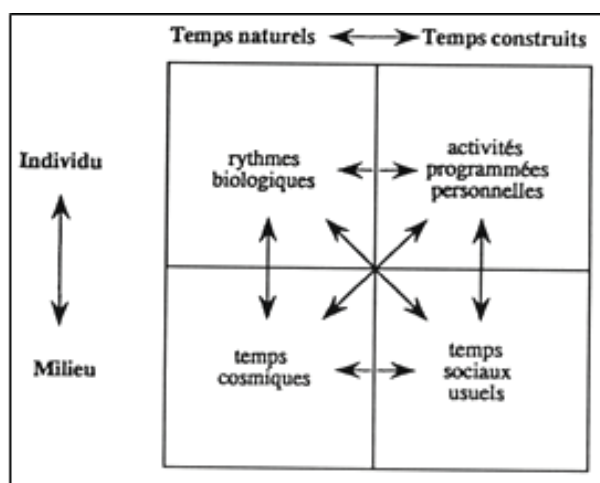 Temps naturels Temps construits
Individu
rythmes
biologiques
activités
programmées
personnelles
Milieu
temps
cosmiques
temps
sociaux
usuels